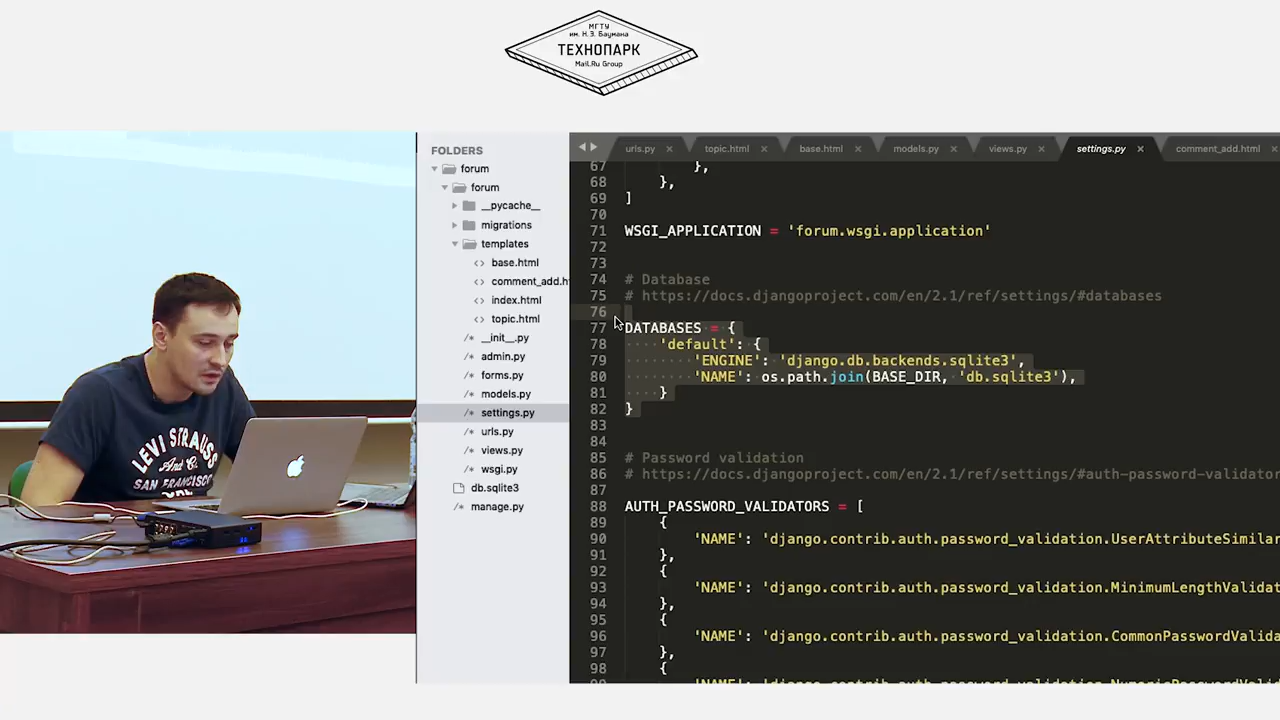 МГТУ
им. Н.Э. Баумана
ТЕХНОПАРК
Mail.Ru Group
LEVI STRAUSS
And Co.
SAN FRANCISCO
FOLDERS
forum
forum
__pycache__
migrations
templates
base.html
comment_add.h
index.html
topic.html
__init__.py
admin.py
forms.py
models.py
settings.py
urls.py
views.py
wsgi.py
db.sqlite3
manage.py
urls.py
topic.html
base.html
models.py
views.py
settings.py
comment_add.html
67 },
68 },
69 ]
70
71 WSGI_APPLICATION = 'forum.wsgi.application'
72
73
74 # Database
75 # https://docs.djangoproject.com/en/2.1/ref/settings/#databases
76
77 DATABASES = {
78 'default': {
79 'ENGINE': 'django.db.backends.sqlite3',
80 'NAME': os.path.join(BASE_DIR, 'db.sqlite3'),
81 }
82 }
83
84
85 # Password validation
86 # https://docs.djangoproject.com/en/2.1/ref/settings/#auth-password-validator
87
88 AUTH_PASSWORD_VALIDATORS = [
89 {
90 'NAME': 'django.contrib.auth.password_validation.UserAttributeSimilar
91 },
92 {
93 'NAME': 'django.contrib.auth.password_validation.MinimumLengthValidat
94 },
95 {
96 'NAME': 'django.contrib.auth.password_validation.CommonPasswordValida
97 },
98 {